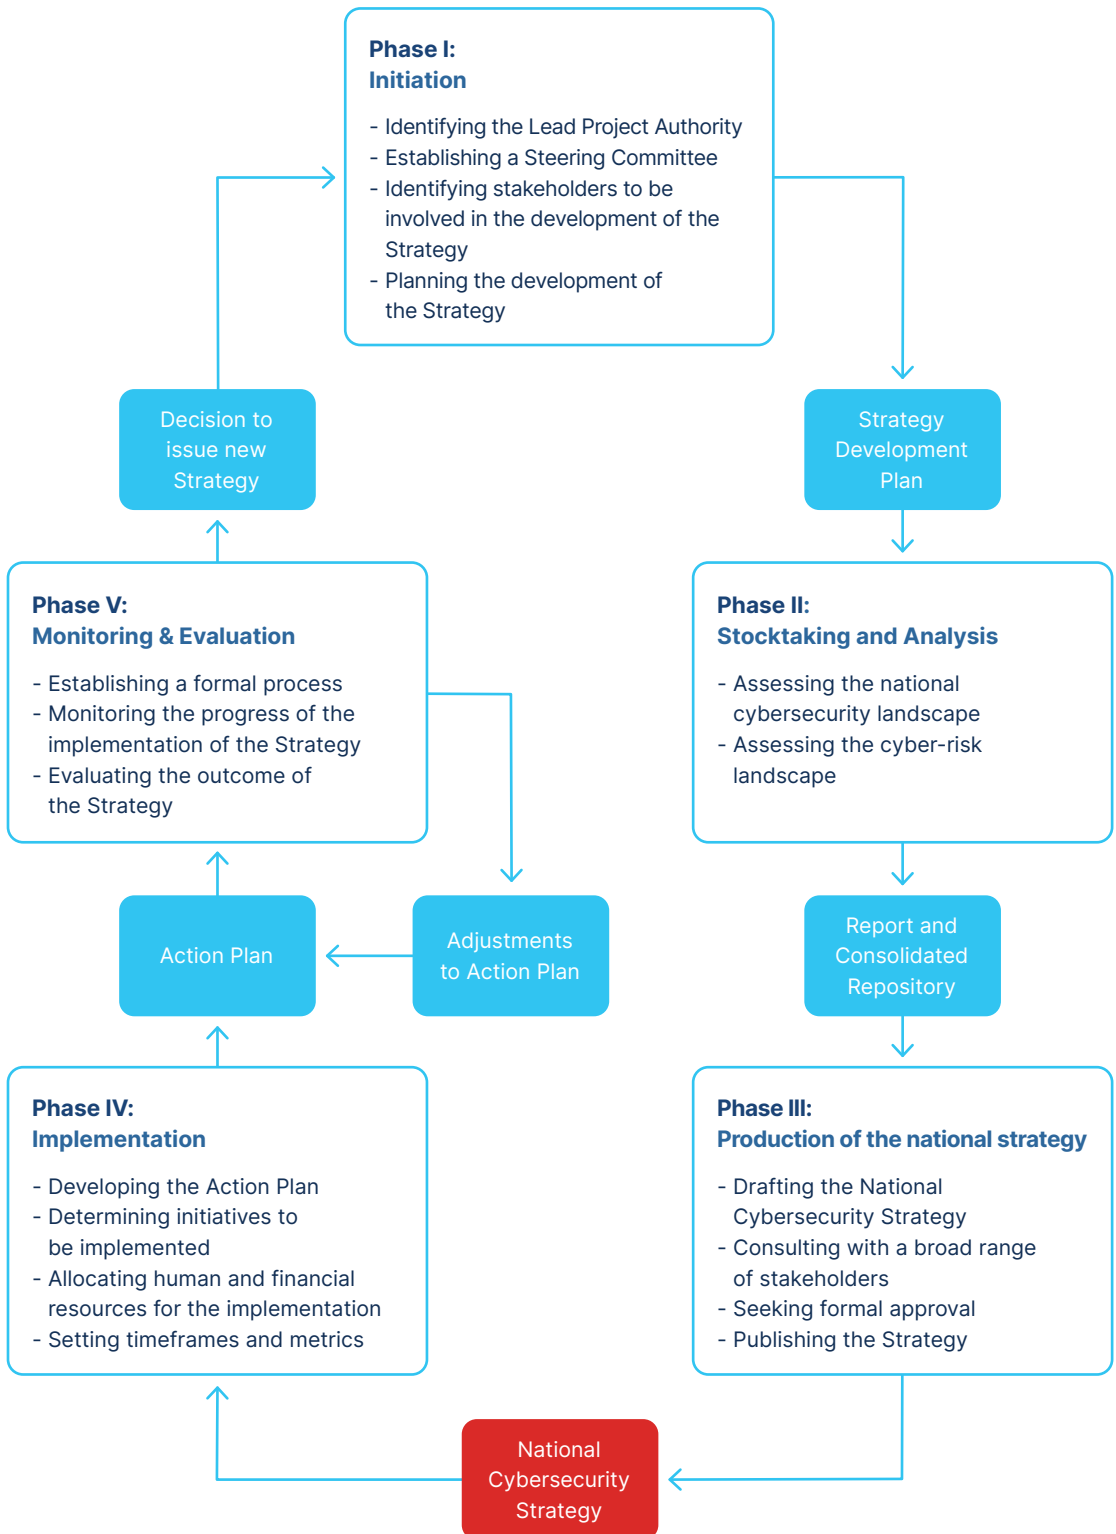 Phase I:
Initiation
- Identifying the Lead Project Authority
- Establishing a Steering Committee
- Identifying stakeholders to be
involved in the development of the
Strategy
- Planning the development of
the Strategy
Decision to
issue new
Strategy
Strategy
Development
Plan
Phase V:
Monitoring & Evaluation
- Establishing a formal process
- Monitoring the progress of the
implementation of the Strategy
- Evaluating the outcome of
the Strategy
Phase II:
Stocktaking and Analysis
- Assessing the national
cybersecurity landscape
- Assessing the cyber-risk
landscape
Action Plan
Adjustments
to Action Plan
Report and
Consolidated
Repository
Phase IV:
Implementation
- Developing the Action Plan
- Determining initiatives to
be implemented
- Allocating human and financial
resources for the implementation
- Setting timeframes and metrics
Phase III:
Production of the national strategy
- Drafting the National
Cybersecurity Strategy
- Consulting with a broad range
of stakeholders
- Seeking formal approval
- Publishing the Strategy
National
Cybersecurity
Strategy